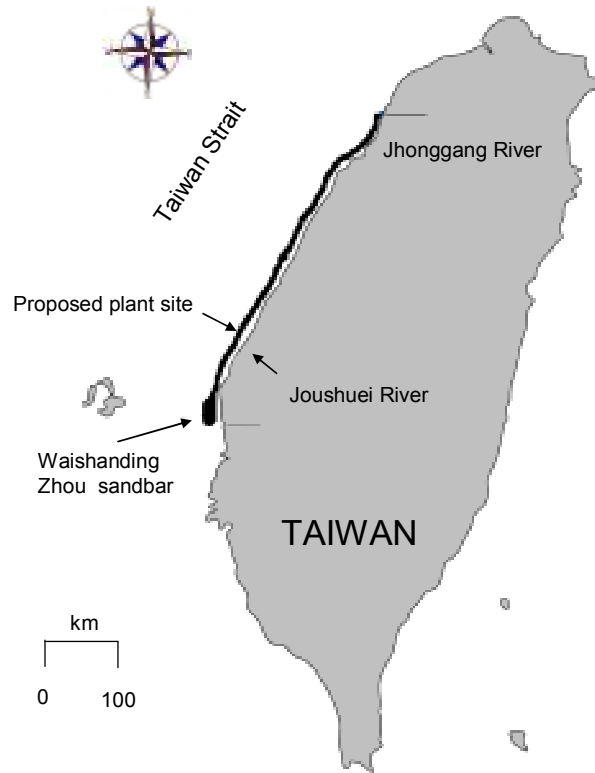 Taiwan Strait
Jhonggang River
Proposed plant site
Joushuei River
Waishanding
Zhou sandbar
TAIWAN
km
0 100